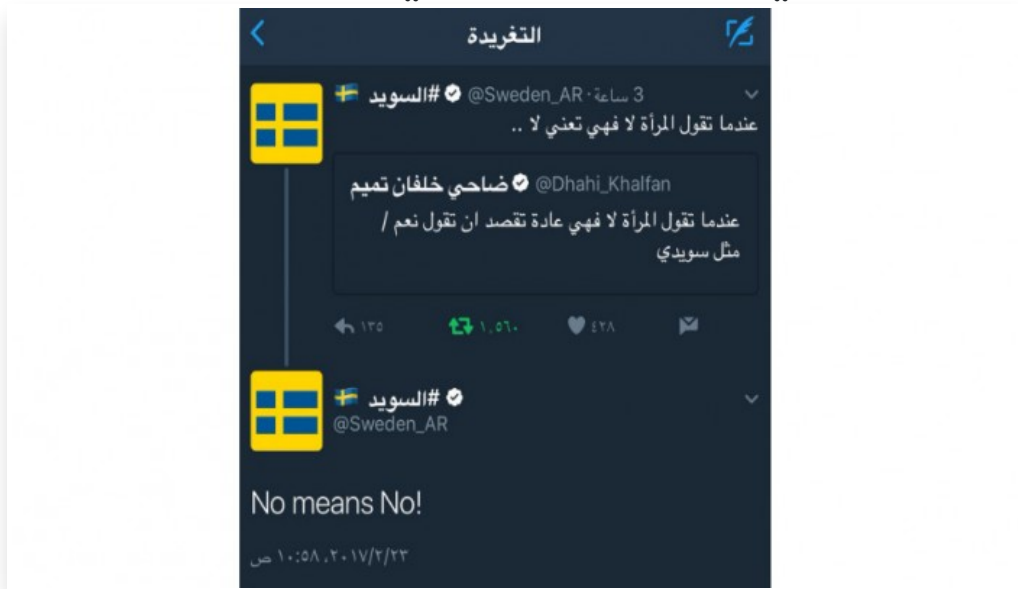 التغريدة
#السويد 🇸🇪 @Sweden_AR · 3 ساعة
عندما تقول المرأة لا فهي تعني لا ..
ضاحي خلفان تميم @Dhahi_Khalfan
عندما تقول المرأة لا فهي عادة تقصد ان تقول نعم /
مثل سويدي
١٣٥ ١,٥٦٠ ٤٢٨
#السويد 🇸🇪
@Sweden_AR
No means No!
٢٠١٧/٢/٢٣، ١٠:٥٨ ص